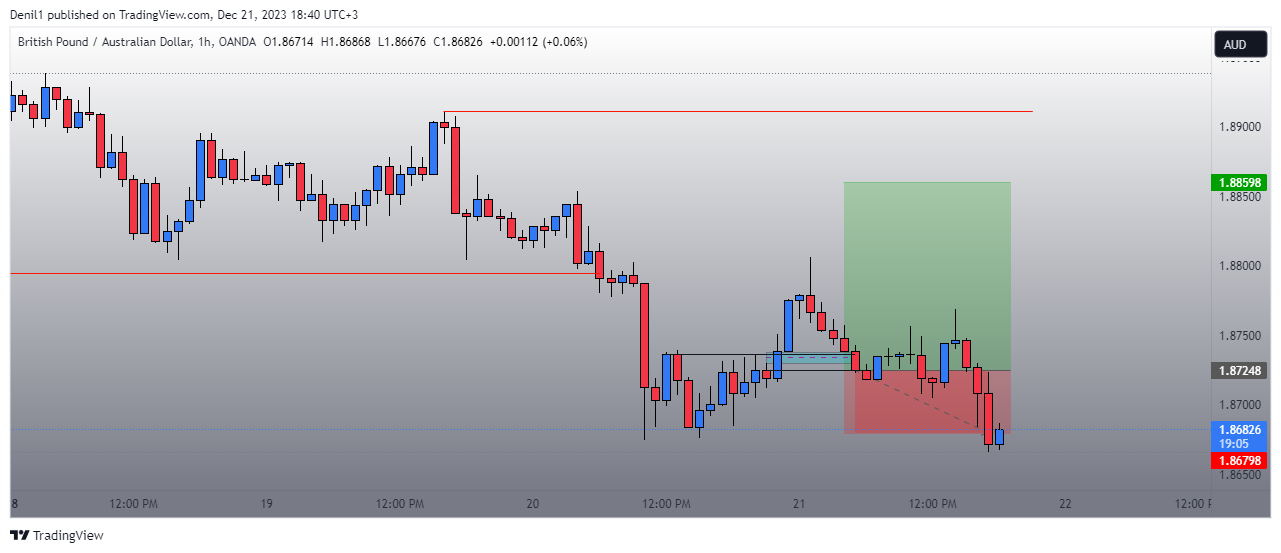 Denil1 published on TradingView.com, Dec 21, 2023 18:40 UTC+3
British Pound / Australian Dollar, 1h, OANDA O1.86714 H1.86868 L1.86676 C1.86826 +0.00112 (+0.06%)
AUD
1.89000
1.88598
1.88500
1.88000
1.87500
1.87248
1.87000
1.86826
19:05
1.86798
1.86500
8 12:00 PM 19 12:00 PM 20 12:00 PM 21 12:00 PM 22 12:00
TradingView